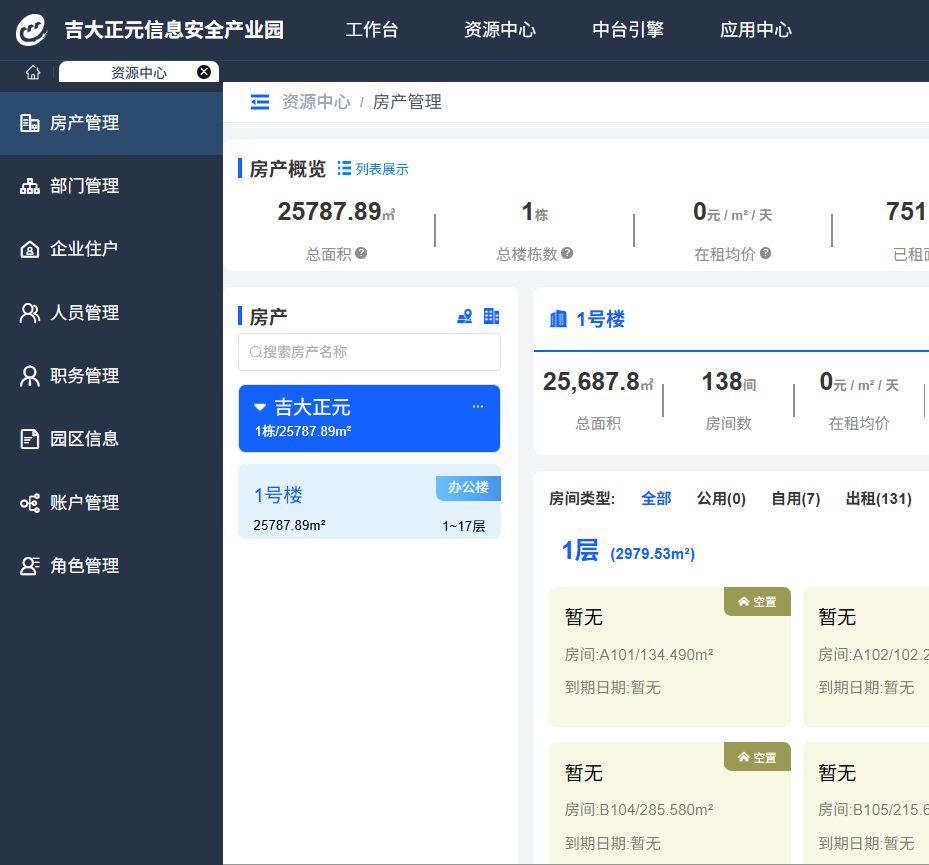 吉大正元信息安全产业园 工作台 资源中心 中台引擎 应用中心
资源中心
房产管理
部门管理
企业住户
人员管理
职务管理
园区信息
账户管理
角色管理
资源中心 / 房产管理
房产概览 列表展示
25787.89㎡ 1栋 0元 / m² / 天 751
总面积 总楼栋数 在租均价 已租
房产
搜索房产名称
吉大正元 ...
1栋/25787.89m²
1号楼 办公楼
25787.89m² 1~17层
1号楼
25,687.8㎡ 138间 0元 / m² / 天
总面积 房间数 在租均价
房间类型: 全部 公用(0) 自用(7) 出租(131)
1层 (2979.53m²)
空置
暂无 暂无
房间:A101/134.490m² 房间:A102/102.2
到期日期:暂无 到期日期:暂无
空置
暂无 暂无
房间:B104/285.580m² 房间:B105/215.6
到期日期:暂无 到期日期:暂无